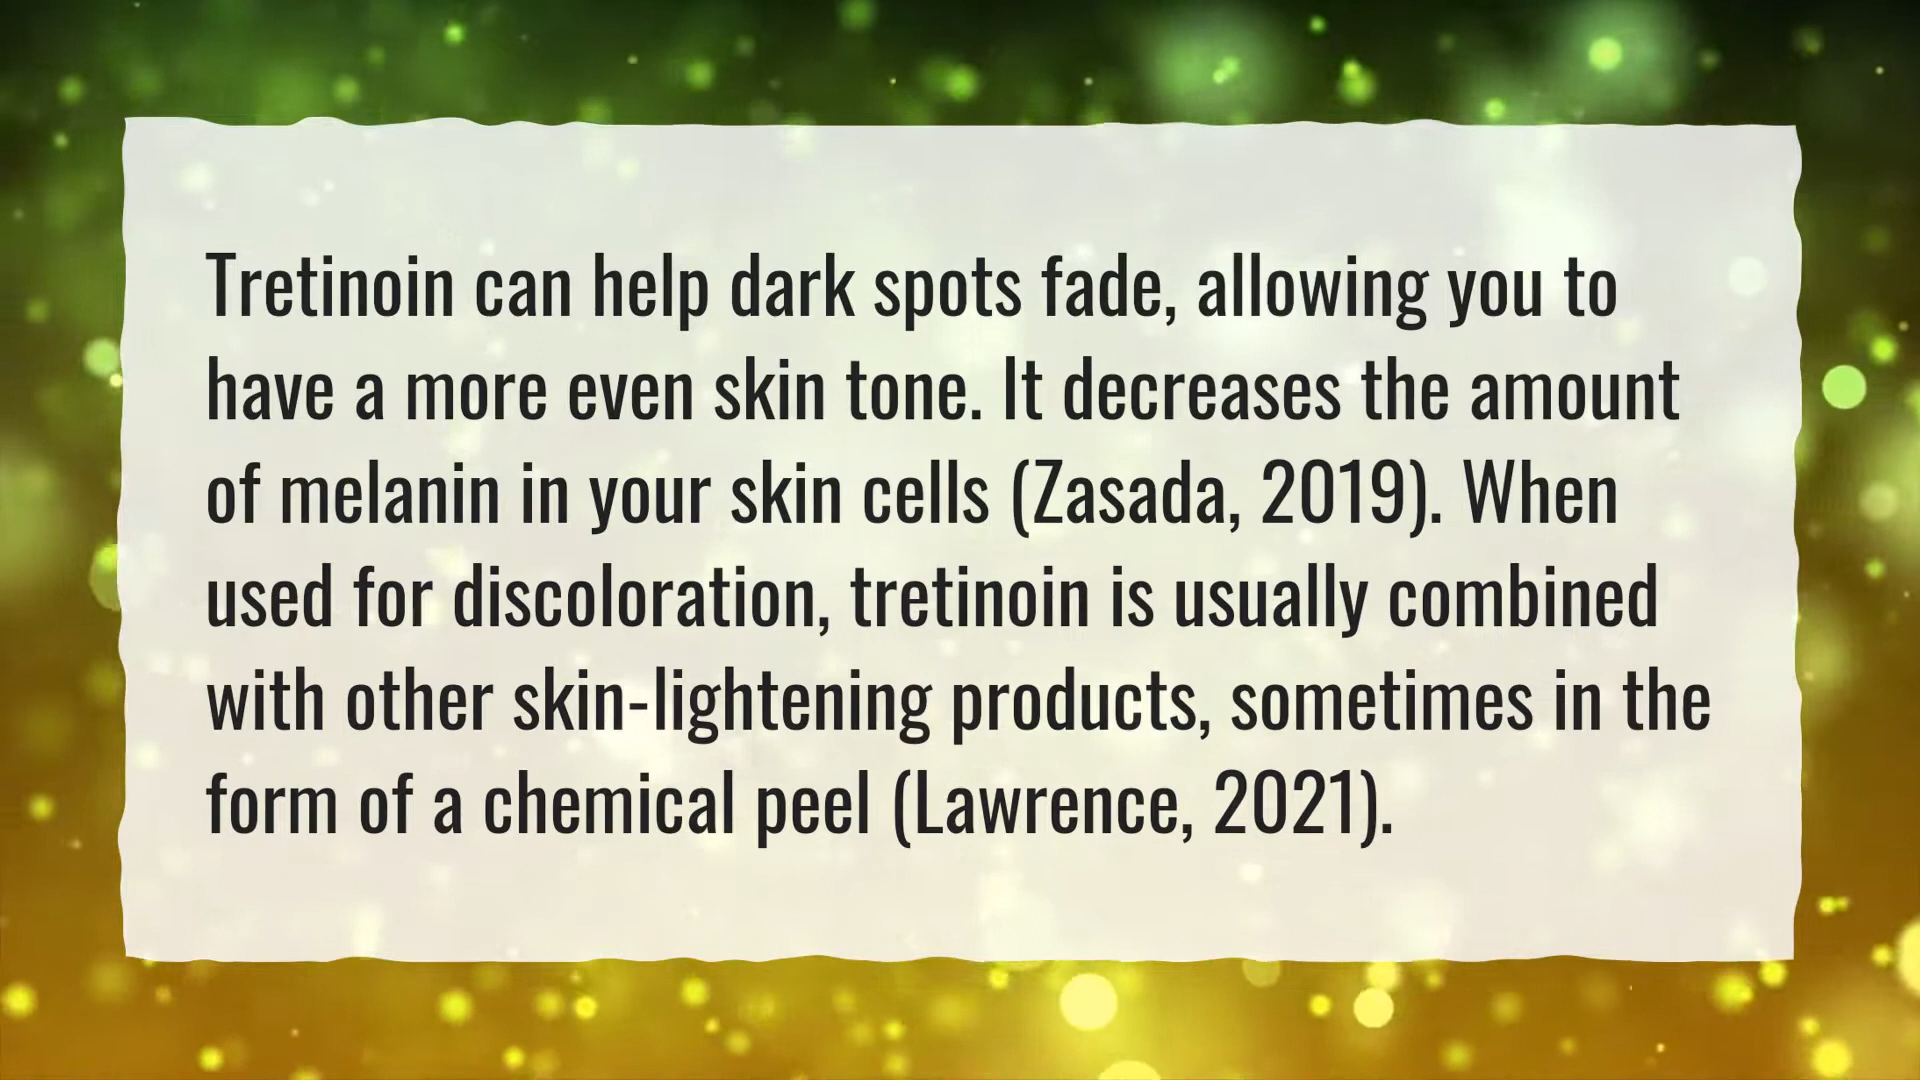 Tretinoin can help dark spots fade, allowing you to
have a more even skin tone. It decreases the amount
of melanin in your skin cells (Zasada, 2019). When
used for discoloration, tretinoin is usually combined
with other skin-lightening products, sometimes in the
form of a chemical peel (Lawrence, 2021).